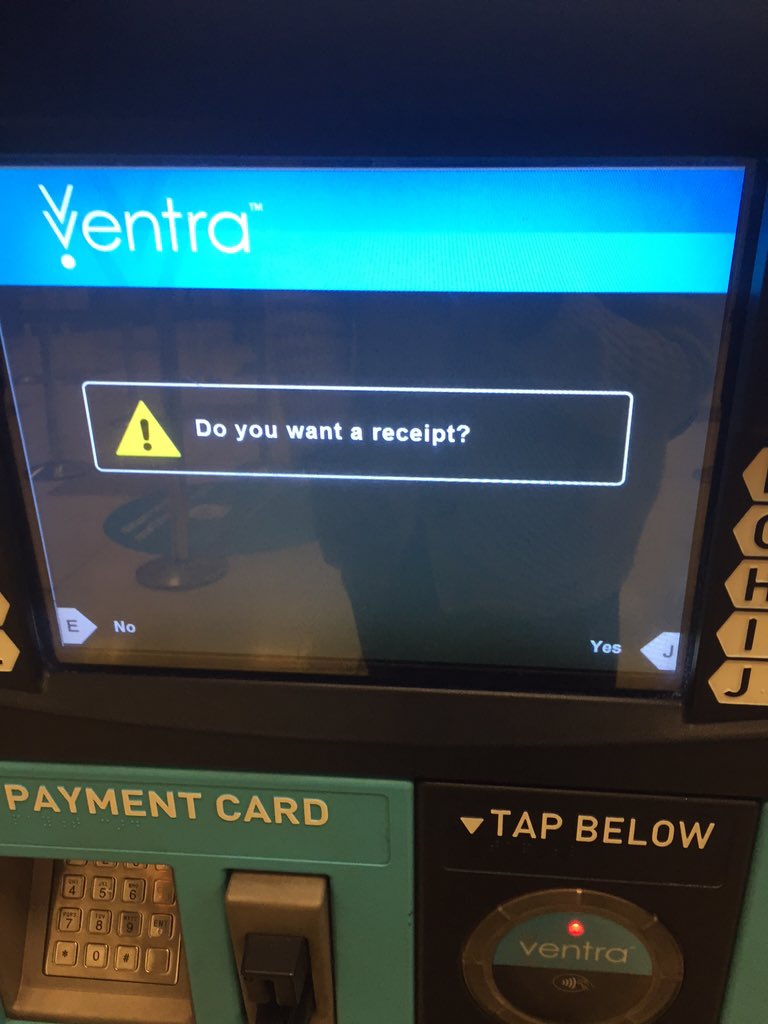 Ventra™
Do you want a receipt?
E No
Yes J
H
I
J
PAYMENT CARD
TAP BELOW
4 5 6
7 8 9
* 0 #
ventra